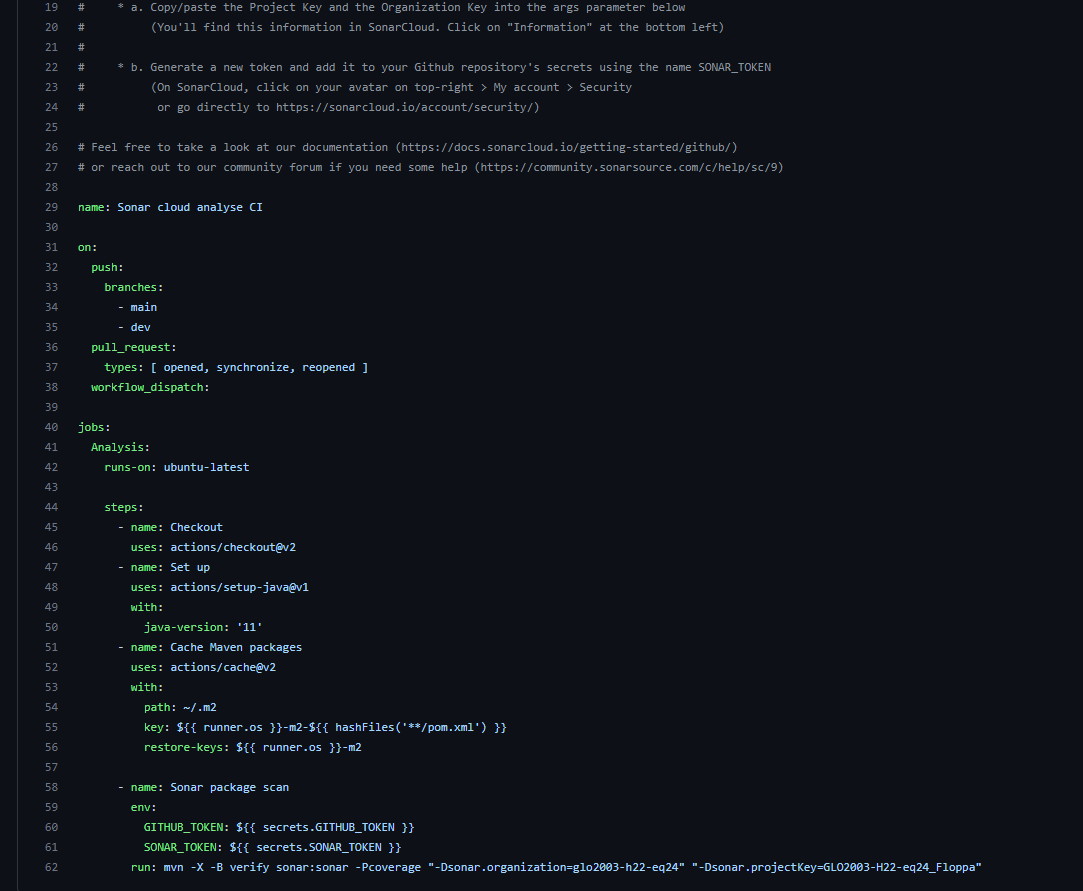 19 #     * a. Copy/paste the Project Key and the Organization Key into the args parameter below
20 #          (You'll find this information in SonarCloud. Click on "Information" at the bottom left)
21 #
22 #     * b. Generate a new token and add it to your Github repository's secrets using the name SONAR_TOKEN
23 #          (On SonarCloud, click on your avatar on top-right > My account > Security
24 #           or go directly to https://sonarcloud.io/account/security/)
25
26 # Feel free to take a look at our documentation (https://docs.sonarcloud.io/getting-started/github/)
27 # or reach out to our community forum if you need some help (https://community.sonarsource.com/c/help/sc/9)
28
29 name: Sonar cloud analyse CI
30
31 on:
32   push:
33     branches:
34       - main
35       - dev
36   pull_request:
37     types: [ opened, synchronize, reopened ]
38   workflow_dispatch:
39
40 jobs:
41   Analysis:
42     runs-on: ubuntu-latest
43
44     steps:
45       - name: Checkout
46         uses: actions/checkout@v2
47       - name: Set up
48         uses: actions/setup-java@v1
49         with:
50           java-version: '11'
51       - name: Cache Maven packages
52         uses: actions/cache@v2
53         with:
54           path: ~/.m2
55           key: ${{ runner.os }}-m2-${{ hashFiles('**/pom.xml') }}
56           restore-keys: ${{ runner.os }}-m2
57
58       - name: Sonar package scan
59         env:
60           GITHUB_TOKEN: ${{ secrets.GITHUB_TOKEN }}
61           SONAR_TOKEN: ${{ secrets.SONAR_TOKEN }}
62         run: mvn -X -B verify sonar:sonar -Pcoverage "-Dsonar.organization=glo2003-h22-eq24" "-Dsonar.projectKey=GLO2003-H22-eq24_Floppa"